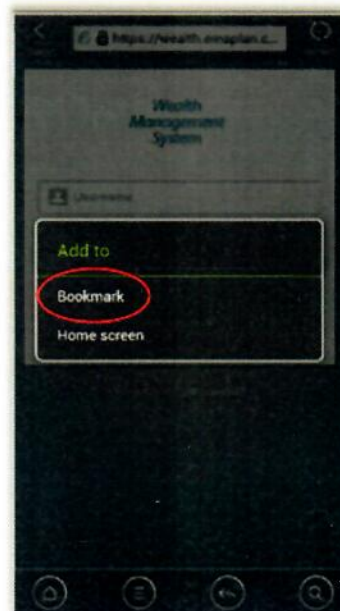 https://wealth.emaplan.c...
Wealth
Management
System
Username
Add to
Bookmark
Home screen